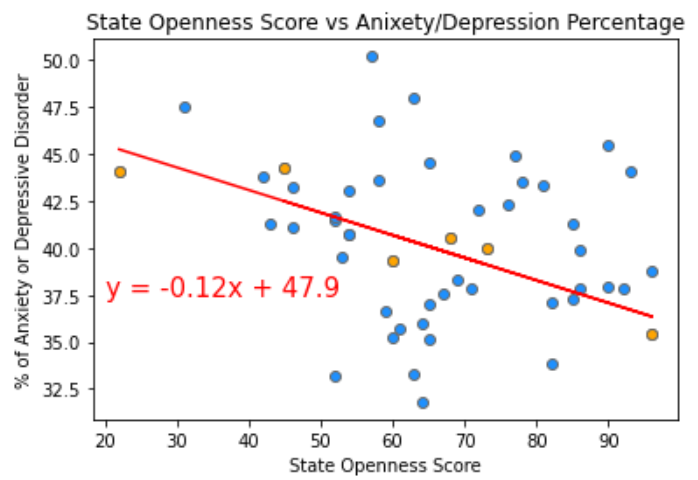 State Openness Score vs Anixety/Depression Percentage
% of Anxiety or Depressive Disorder
50.0
47.5
45.0
42.5
40.0
37.5
35.0
32.5
y = -0.12x + 47.9
20 30 40 50 60 70 80 90
State Openness Score